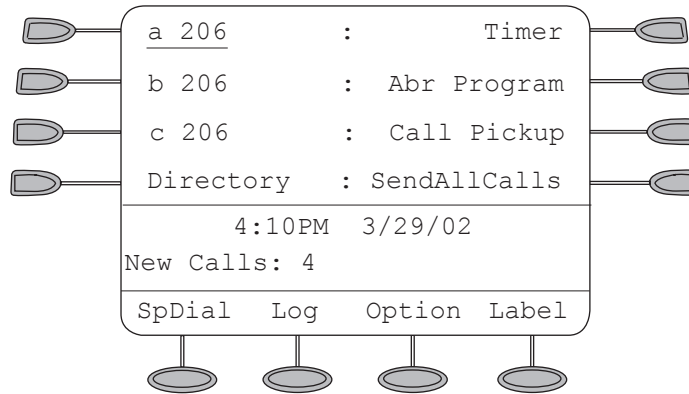 a 206 : Timer
b 206 : Abr Program
c 206 : Call Pickup
Directory : SendAllCalls
4:10PM 3/29/02
New Calls: 4
SpDial Log Option Label